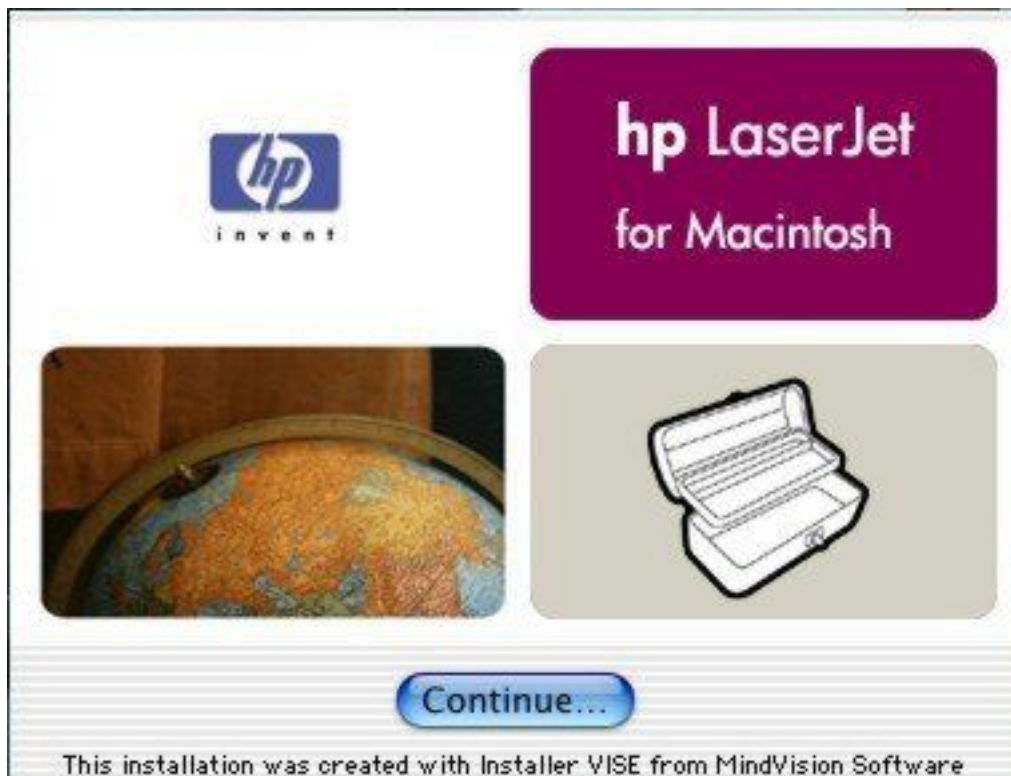 hp
invent
hp LaserJet
for Macintosh
Continue...
This installation was created with Installer VISE from MindVision Software